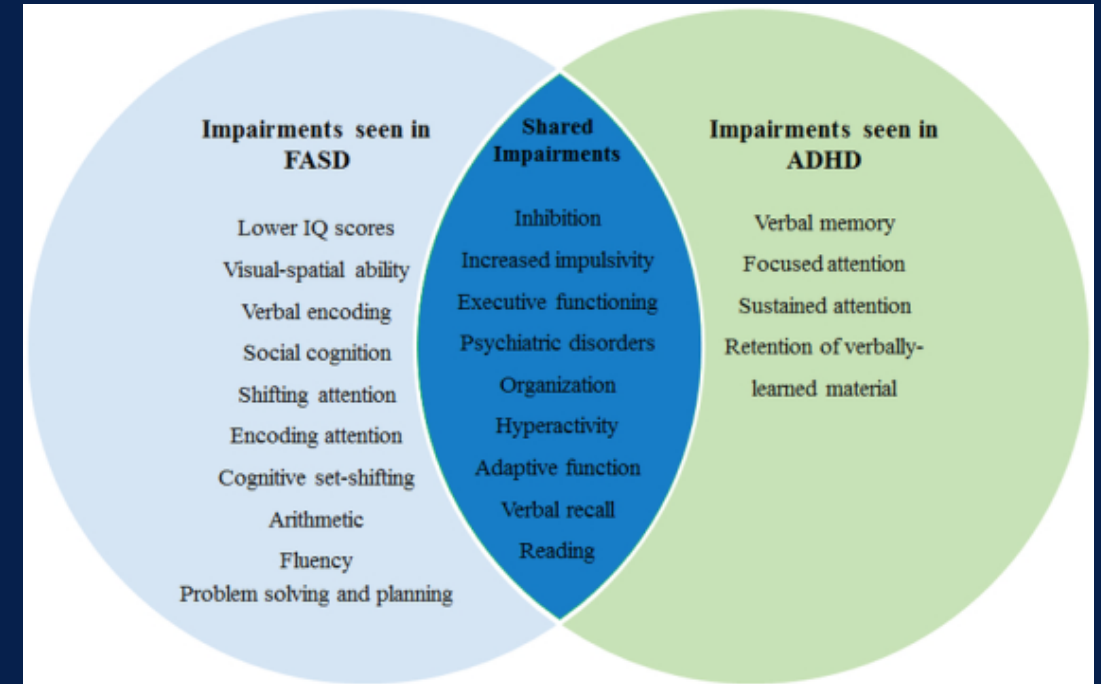 Impairments seen in
FASD
Lower IQ scores
Visual-spatial ability
Verbal encoding
Social cognition
Shifting attention
Encoding attention
Cognitive set-shifting
Arithmetic
Fluency
Problem solving and planning
Shared
Impairments
Inhibition
Increased impulsivity
Executive functioning
Psychiatric disorders
Organization
Hyperactivity
Adaptive function
Verbal recall
Reading
Impairments seen in
ADHD
Verbal memory
Focused attention
Sustained attention
Retention of verbally-
learned material